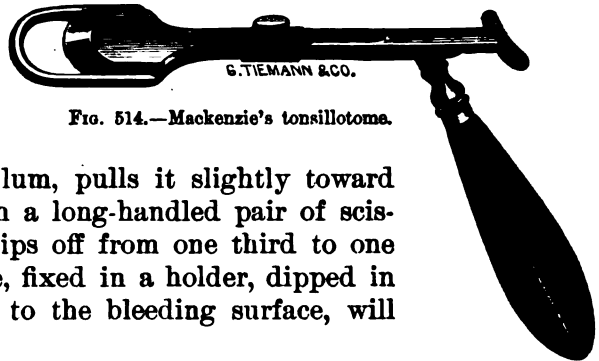 G.TIEMANN & CO.
FIG. 514.—Mackenzie's tonsillotome.
lum, pulls it slightly toward
a long-handled pair of scis-
ips off from one third to one
, fixed in a holder, dipped in
to the bleeding surface, will